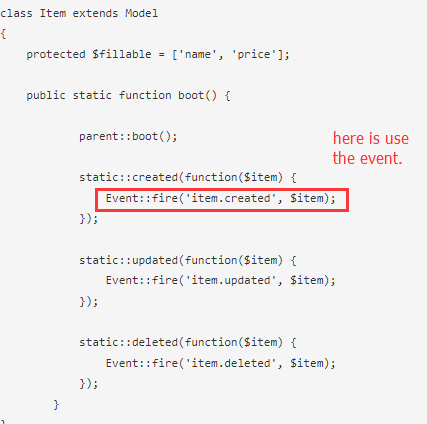 class Item extends Model
{
    protected $fillable = ['name', 'price'];
    public static function boot() {
            parent::boot();
here is use
the event.
            static::created(function($item) {
                Event::fire('item.created', $item);
            });
            static::updated(function($item) {
                Event::fire('item.updated', $item);
            });
            static::deleted(function($item) {
                Event::fire('item.deleted', $item);
            });
        }
}